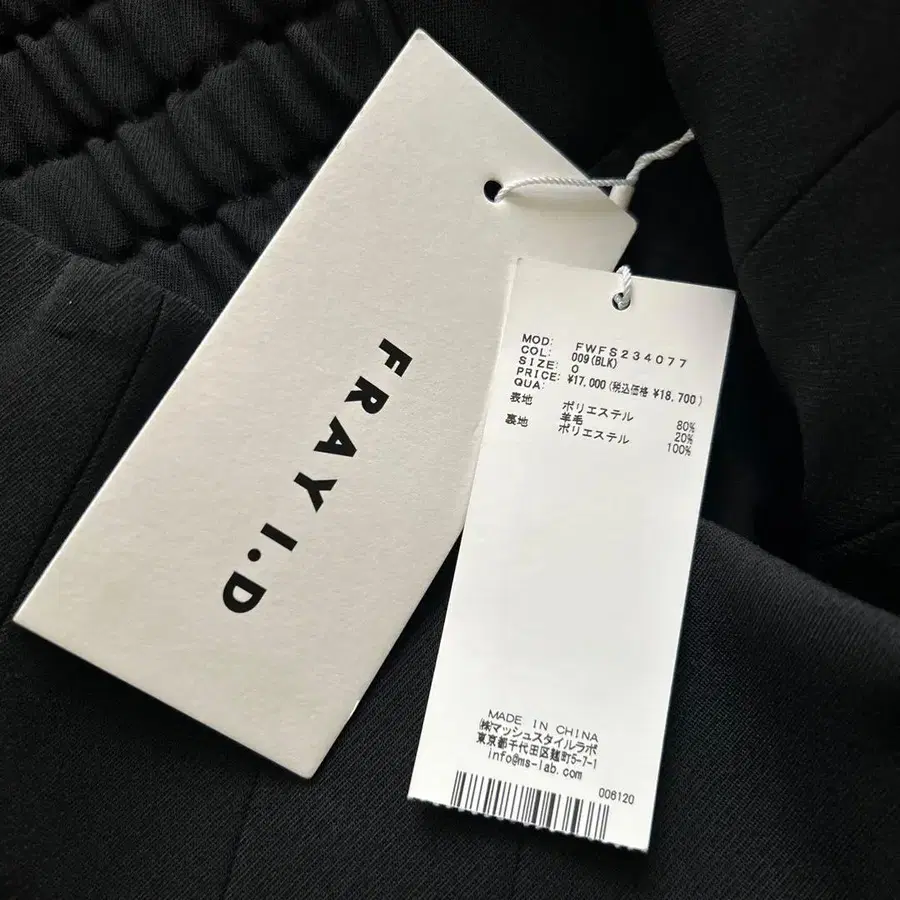 FRAY I.D
MOD: FWFS234077
COL: 009(BLK)
SIZE: 0
PRICE: ¥17,000(税込価格 ¥18,700)
QUA:
表地 ポリエステル 80%
羊毛 20%
裏地 ポリエステル 100%
MADE IN CHINA
㈱マッシュスタイルラボ
東京都千代田区麹町5-7-1
info@ms-lab.com
006120